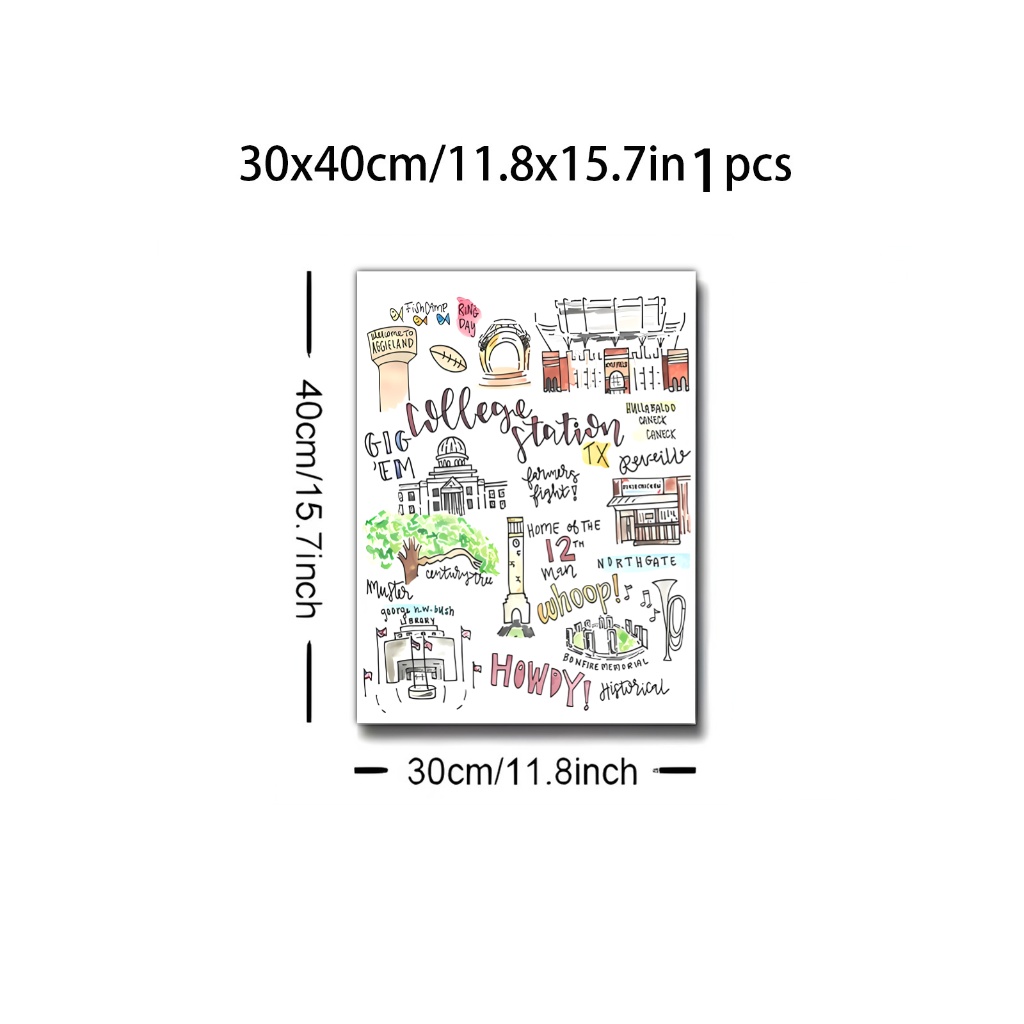 30x40cm/11.8x15.7in 1 pcs
40cm/15.7inch
Fish Camp
RING
DAY
WELCOME TO
AGGIELAND
KYLE FIELD
College
Station
TX
HULLABALOO
CANECK
CANECK
GIG
'EM
Reveille
farmers
fight!
DIXIE CHICKEN
HOME of THE
12TH
Man
NORTHGATE
century tree
Muster
whoop!
george h.w. bush
LIBRARY
BONFIRE MEMORIAL
HOWDY!
Historical
30cm/11.8inch